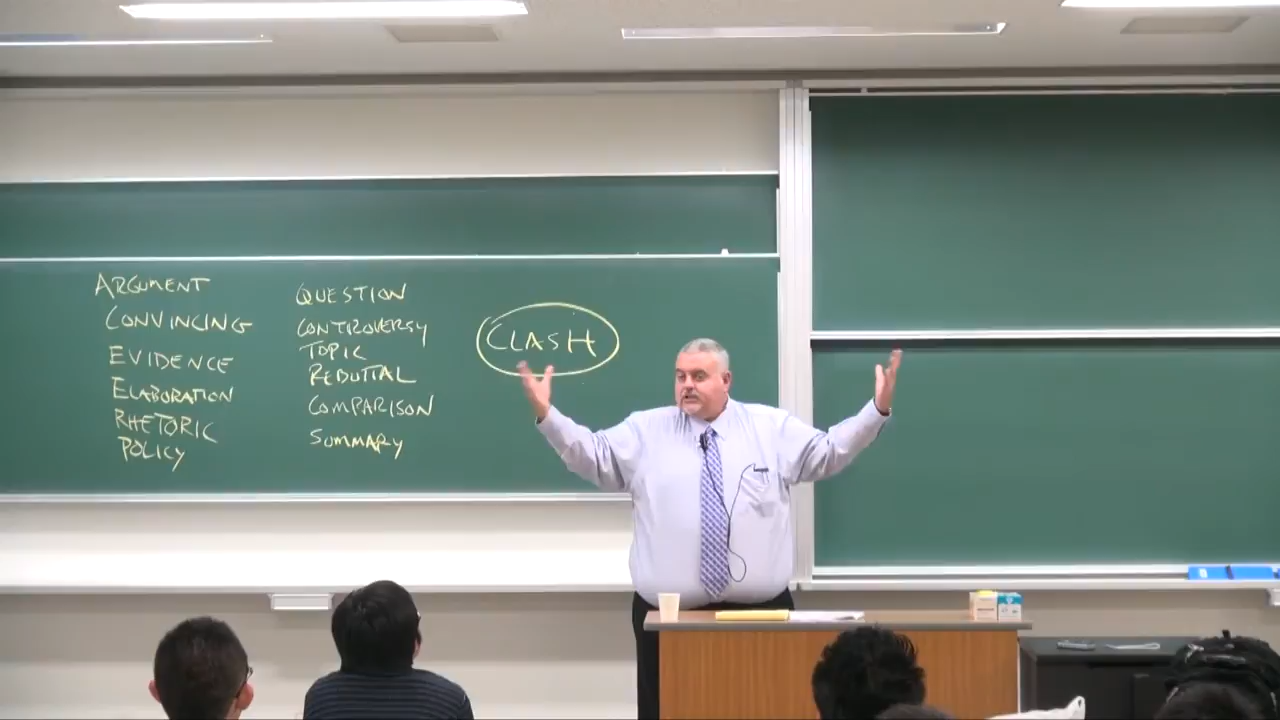 ARGUMENT
CONVINCING
EVIDENCE
ELABORATION
RHETORIC
POLICY
QUESTION
CONTROVERSY
TOPIC
REBUTTAL
COMPARISON
SUMMARY
CLASH